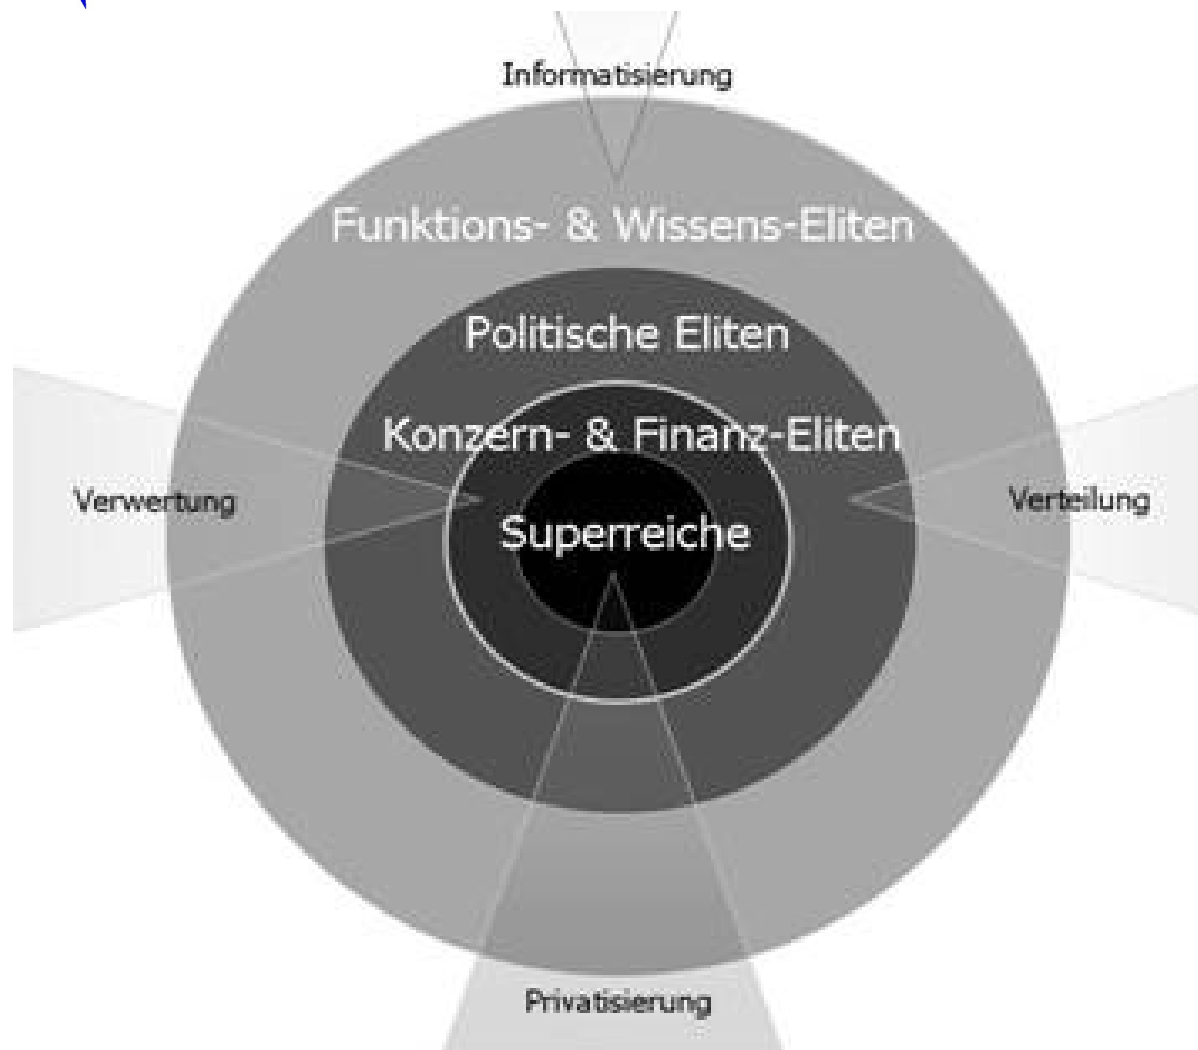 Informatisierung
Funktions- & Wissens-Eliten
Politische Eliten
Konzern- & Finanz-Eliten
Verwertung
Verteilung
Superreiche
Privatisierung